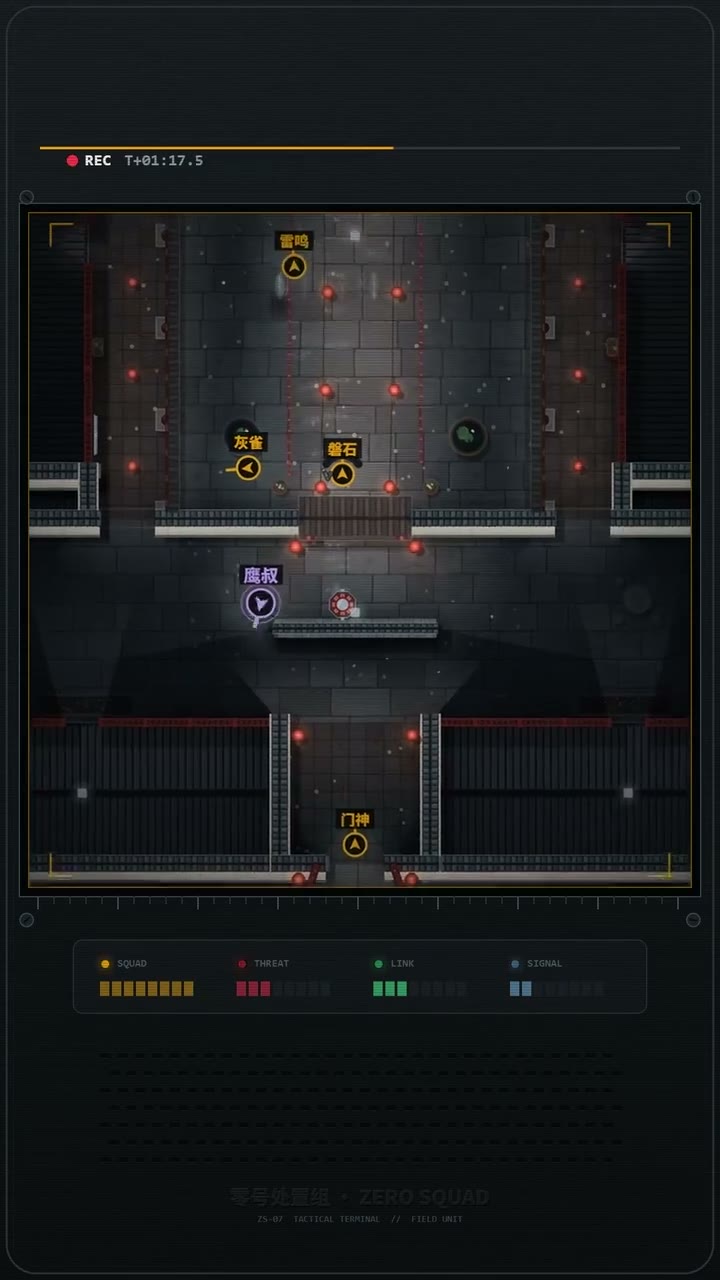 REC T+01:17.5
雷鸣
灰雀
磐石
鹰叔
门神
SQUAD THREAT LINK SIGNAL
零号处置组 · ZERO SQUAD
ZS-07 TACTICAL TERMINAL // FIELD UNIT